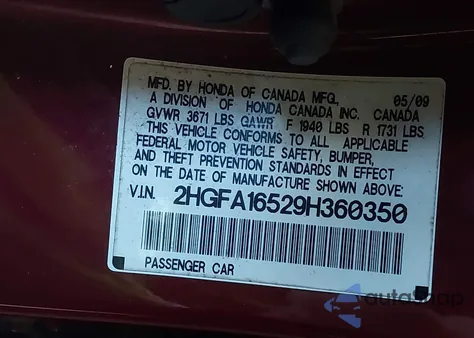 MFD. BY HONDA OF CANADA MFG., 05/09
A DIVISION OF HONDA CANADA INC. CANADA
GVWR 3671 LBS GAWR F 1940 LBS R 1731 LBS
THIS VEHICLE CONFORMS TO ALL APPLICABLE
FEDERAL MOTOR VEHICLE SAFETY, BUMPER,
AND THEFT PREVENTION STANDARDS IN EFFECT
ON THE DATE OF MANUFACTURE SHOWN ABOVE:
V.I.N. 2HGFA16529H360350
PASSENGER CAR